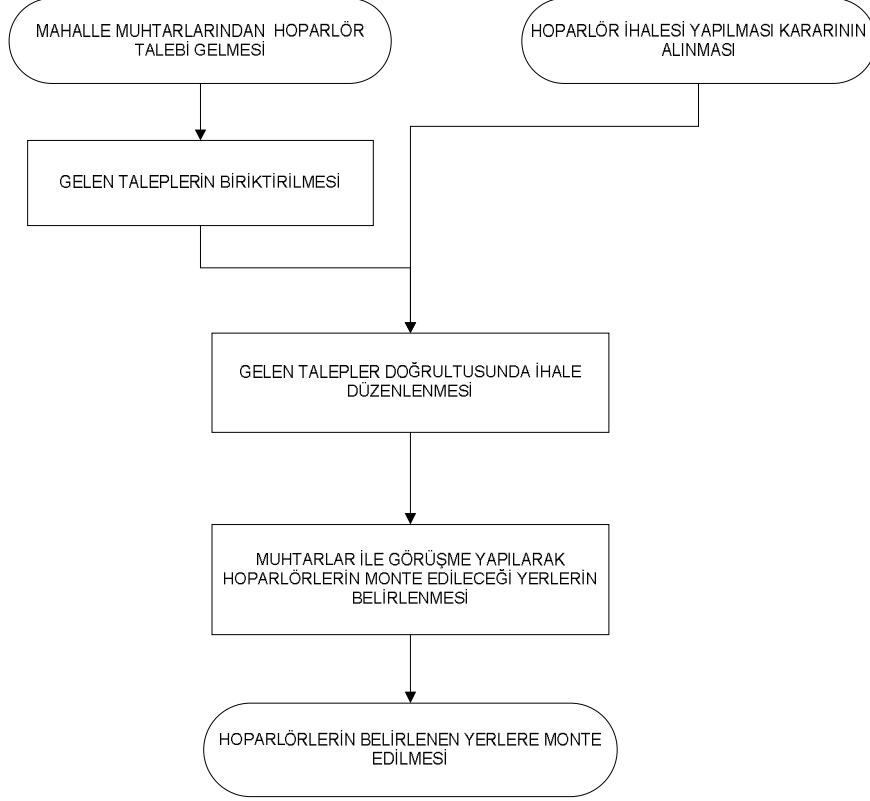 MAHALLE MUHTARLARINDAN HOPARLÖR
TALEBİ GELMESİ
HOPARLÖR İHALESİ YAPILMASI KARARININ
ALINMASI
GELEN TALEPLERİN BİRİKTİRİLMESİ
GELEN TALEPLER DOĞRULTUSUNDA İHALE
DÜZENLENMESİ
MUHTARLAR İLE GÖRÜŞME YAPILARAK
HOPARLÖRLERİN MONTE EDİLECEĞİ YERLERİN
BELİRLENMESİ
HOPARLÖRLERİN BELİRLENEN YERLERE MONTE
EDİLMESİ